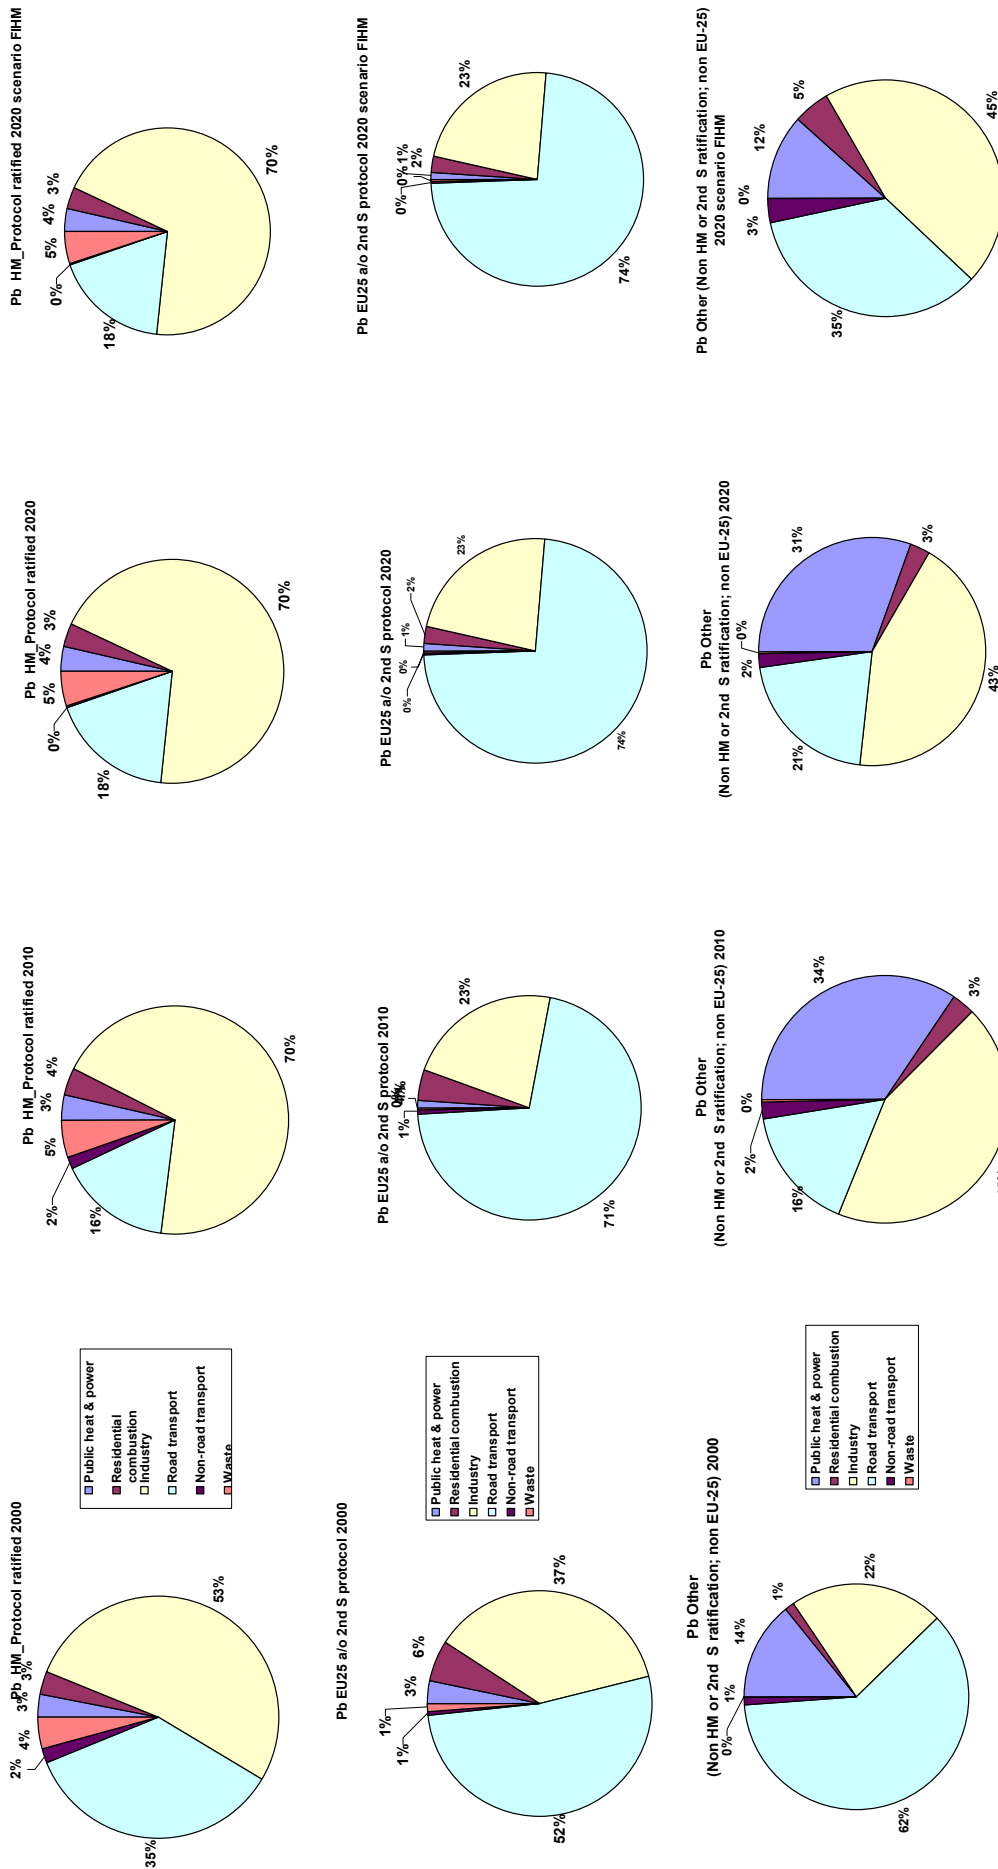 Pb HM_Protocol ratified 2000
3%
3%
53%
35%
2%
4%
Public heat & power
Residential
combustion
Industry
Road transport
Non-road transport
Waste
Pb HM_Protocol ratified 2010
3%
4%
70%
16%
2%
5%
Pb HM_Protocol ratified 2020
4%
3%
70%
18%
0%
5%
Pb HM_Protocol ratified 2020 scenario FIHM
4%
3%
70%
18%
0%
5%
Pb EU25 a/o 2nd S protocol 2000
3%
6%
37%
52%
1%
1%
Public heat & power
Residential combustion
Industry
Road transport
Non-road transport
Waste
Pb EU25 a/o 2nd S protocol 2010
23%
71%
1%
Pb EU25 a/o 2nd S protocol 2020
1%
2%
23%
74%
0%
0%
Pb EU25 a/o 2nd S protocol 2020 scenario FIHM
1%
2%
23%
74%
0%
0%
Pb Other
(Non HM or 2nd S ratification; non EU-25) 2000
14%
1%
22%
62%
1%
0%
Public heat & power
Residential combustion
Industry
Road transport
Non-road transport
Waste
Pb Other
(Non HM or 2nd S ratification; non EU-25) 2010
34%
3%
16%
2%
0%
Pb Other
(Non HM or 2nd S ratification; non EU-25) 2020
31%
3%
43%
21%
2%
0%
Pb Other (Non HM or 2nd S ratification; non EU-25)
2020 scenario FIHM
12%
5%
45%
35%
3%
0%